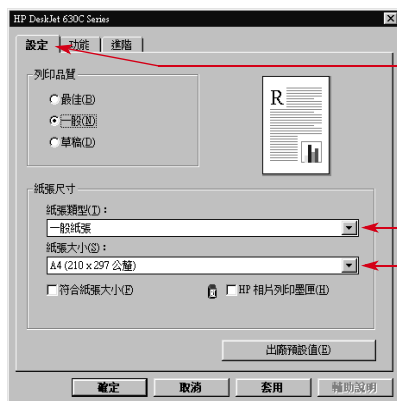 HP DeskJet 630C Series
設定 功能 進階
列印品質
最佳(B)
一般(N)
草稿(D)
R
紙張尺寸
紙張類型(T)：
一般紙張
紙張大小(S)：
A4 (210 x 297 公釐)
符合紙張大小(F) HP 相片列印墨匣(H)
出廠預設值(E)
確定 取消 套用 輔助說明